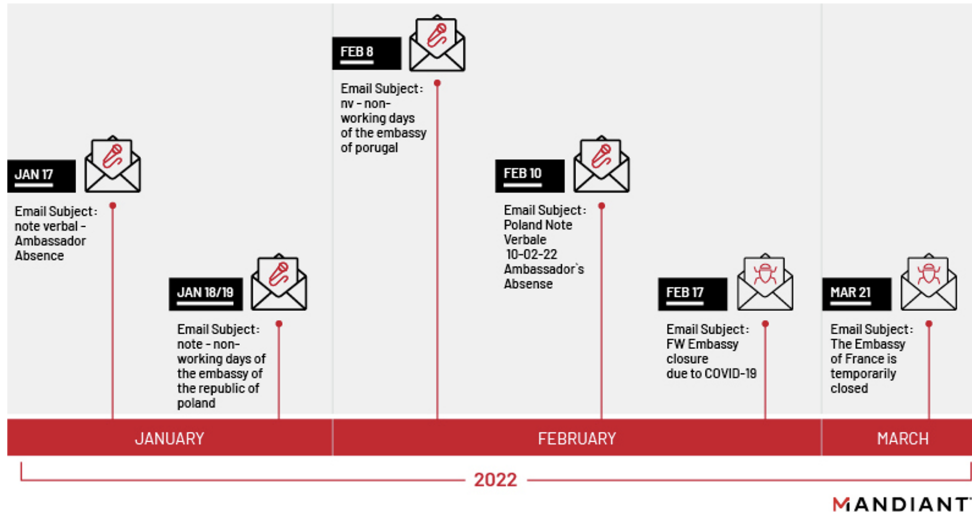 FEB 8
Email Subject:
nv - non-
working days
of the embassy
of porugal
JAN 17
Email Subject:
note verbal -
Ambassador
Absence
FEB 10
Email Subject:
Poland Note
Verbale
10-02-22
Ambassador`s
Absense
JAN 18/19
Email Subject:
note - non-
working days of
the embassy of
the republic of
poland
FEB 17
Email Subject:
FW Embassy
closure
due to COVID-19
MAR 21
Email Subject:
The Embassy
of France is
temporarily
closed
JANUARY
FEBRUARY
MARCH
2022
MANDIANT